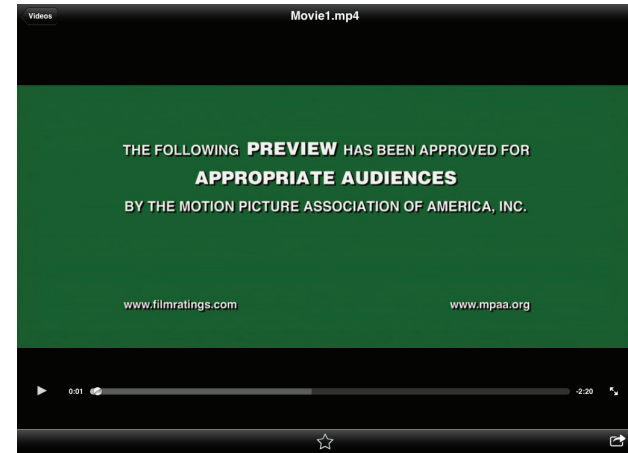 Videos
Movie1.mp4
THE FOLLOWING PREVIEW HAS BEEN APPROVED FOR
APPROPRIATE AUDIENCES
BY THE MOTION PICTURE ASSOCIATION OF AMERICA, INC.
www.filmratings.com
www.mpaa.org
0:01
-2:20